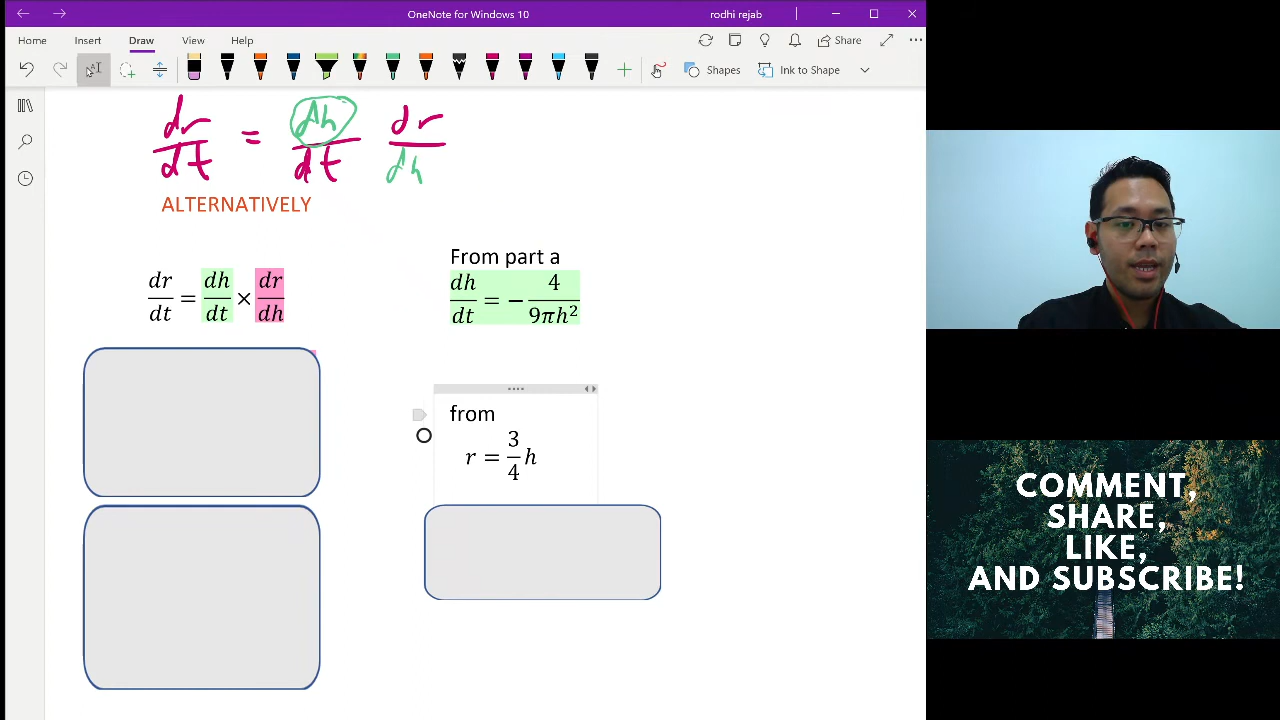 OneNote for Windows 10
rodhi rejab
Home Insert Draw View Help
Share
Shapes
Ink to Shape
dr/dt = dh/dt dr/dh
ALTERNATIVELY
dr/dt = dh/dt × dr/dh
From part a
dh/dt = − 4/9πh²
from
r = 3/4 h
COMMENT,
SHARE,
LIKE,
AND SUBSCRIBE!